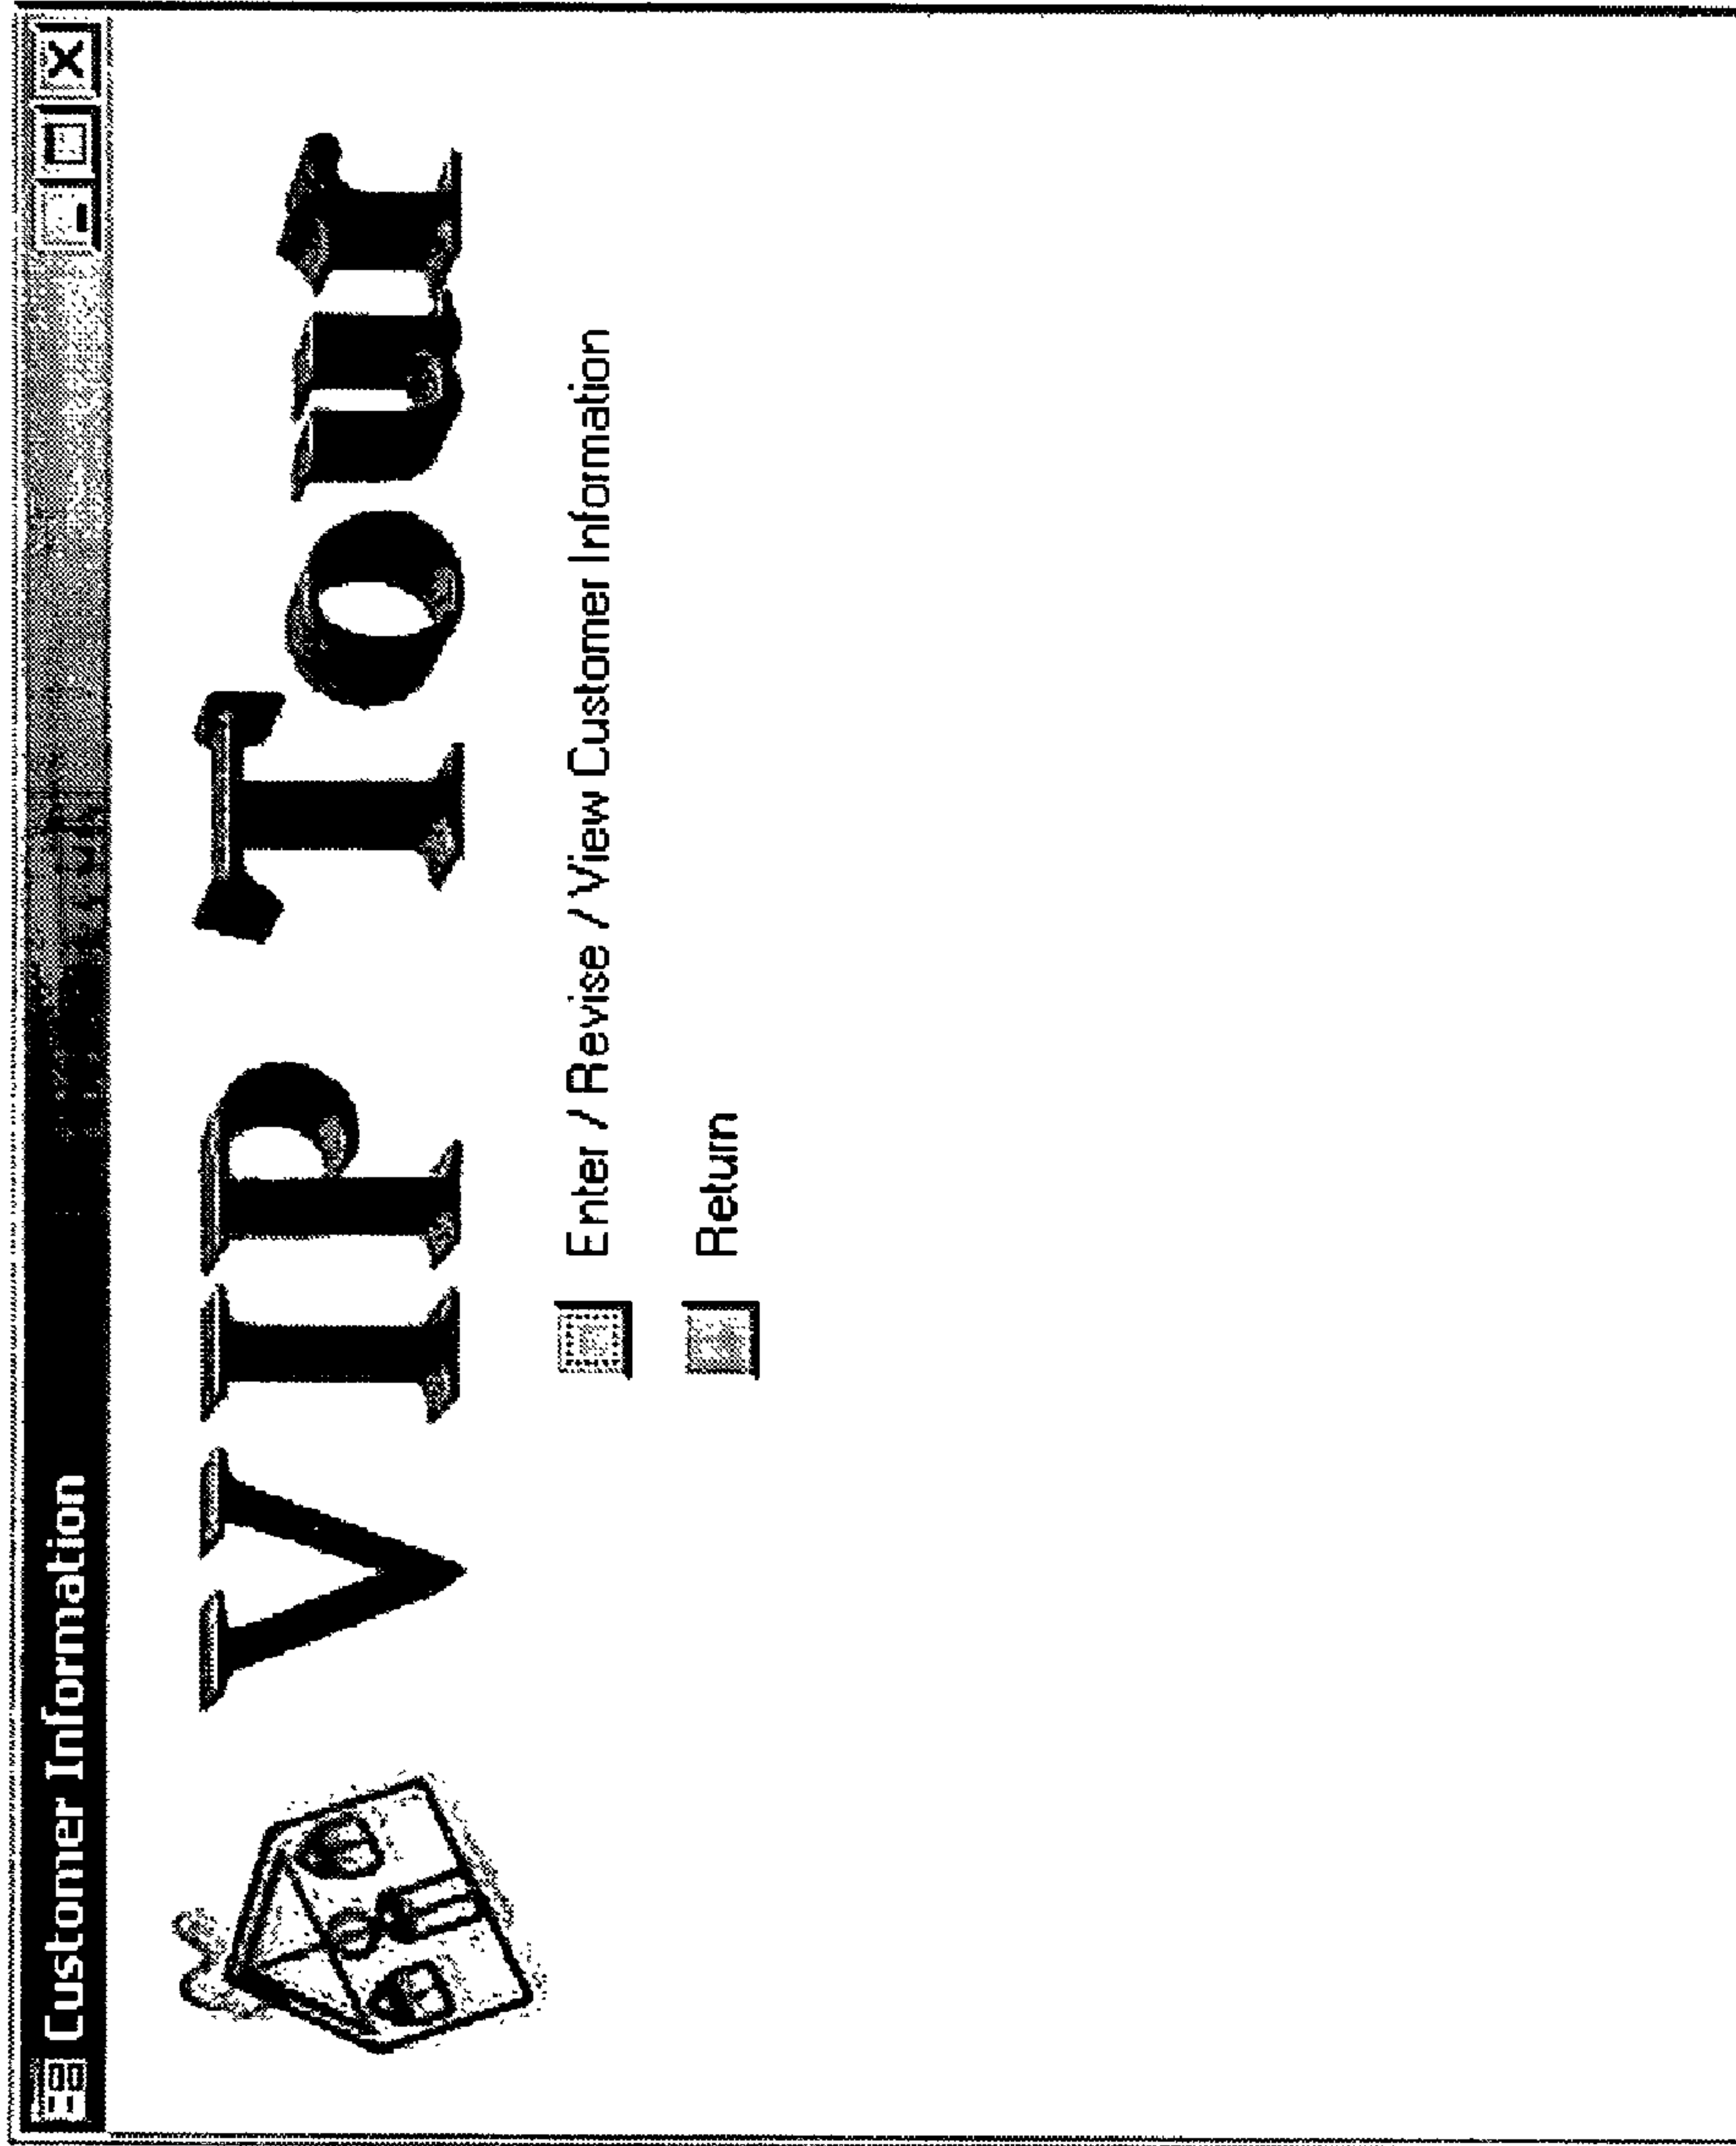 Customer Information
VIP Tour
Enter / Revise / View Customer Information
Return